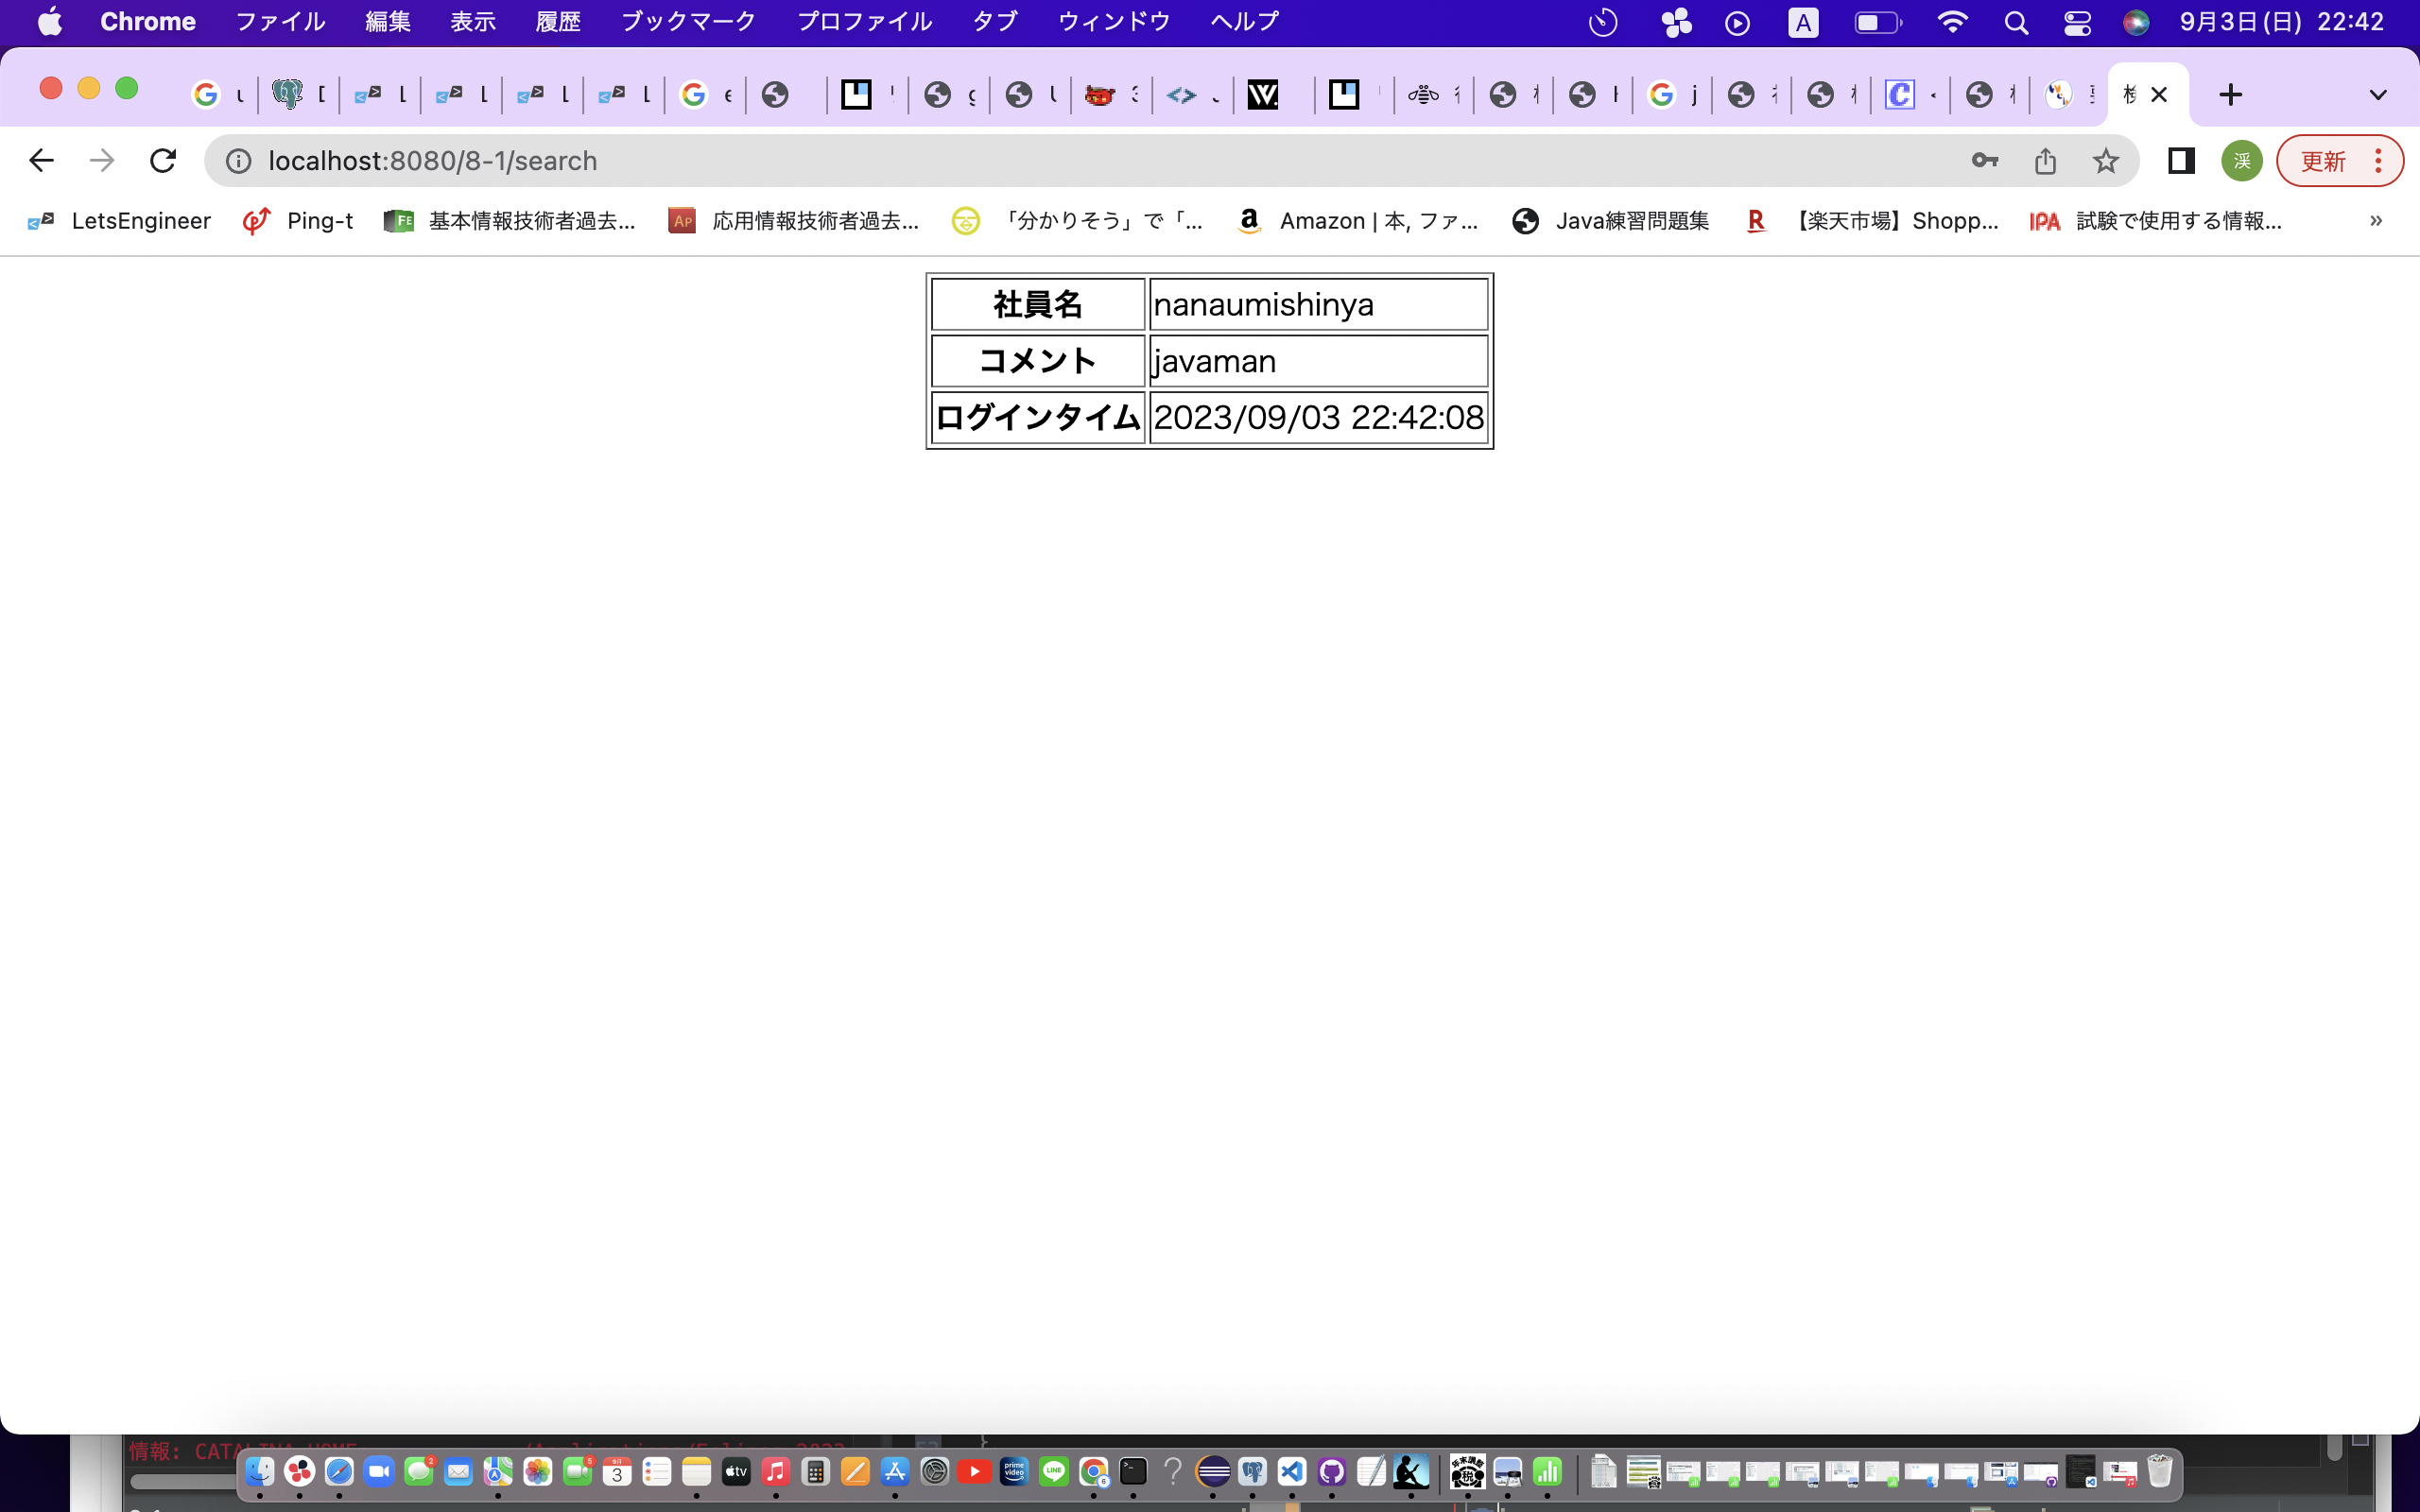 Chrome ファイル 編集 表示 履歴 ブックマーク プロファイル タブ ウィンドウ ヘルプ A 9月3日(日) 22:42
localhost:8080/8-1/search 渓 更新
LetsEngineer Ping-t FE 基本情報技術者過去... AP 応用情報技術者過去... 「分かりそう」で「... Amazon | 本, ファ... Java練習問題集 R 【楽天市場】Shopp... IPA 試験で使用する情報... »
社員名 nanaumishinya
コメント javaman
ログインタイム 2023/09/03 22:42:08
情報: CATALINA_HOME